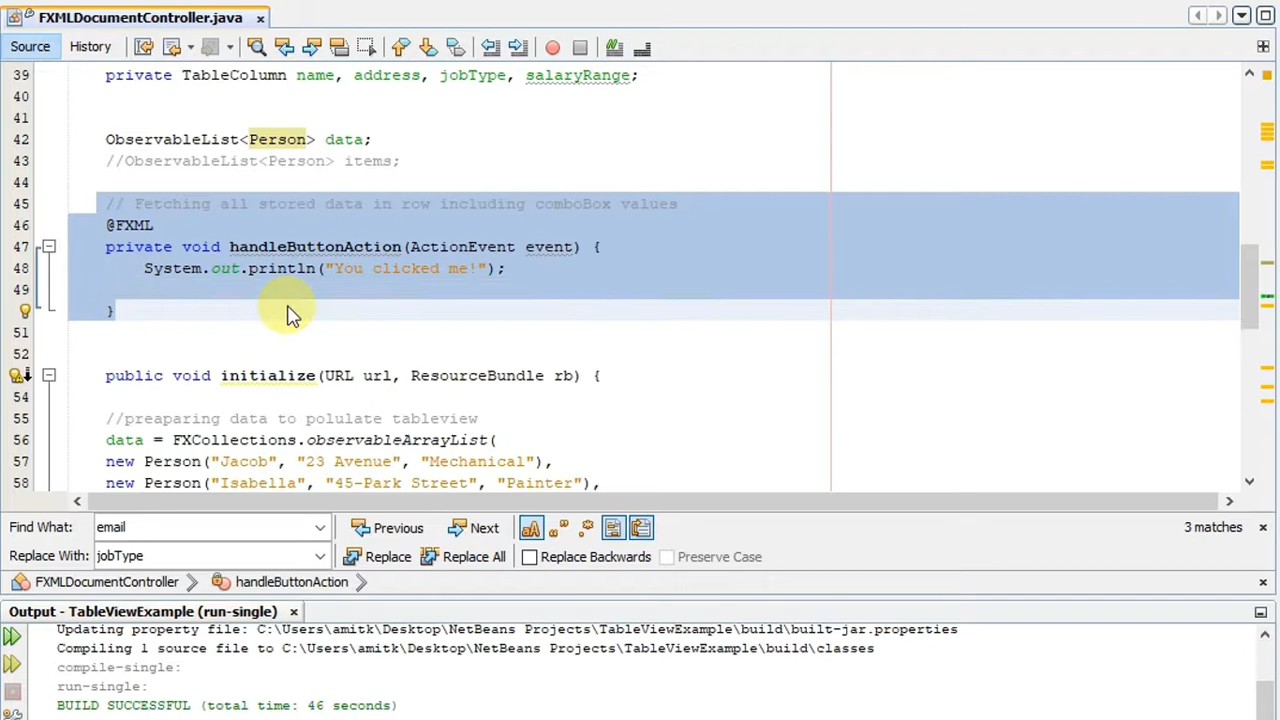 FXMLDocumentController.java ×
Source History
39 private TableColumn name, address, jobType, salaryRange;
40
41
42 ObservableList<Person> data;
43 //ObservableList<Person> items;
44
45 // Fetching all stored data in row including comboBox values
46 @FXML
47 private void handleButtonAction(ActionEvent event) {
48 System.out.println("You clicked me!");
49
}
51
52
public void initialize(URL url, ResourceBundle rb) {
54
55 //preaparing data to polulate tableview
56 data = FXCollections.observableArrayList(
57 new Person("Jacob", "23 Avenue", "Mechanical"),
58 new Person("Isabella", "45-Park Street", "Painter"),
Find What: email Previous Next 3 matches ×
Replace With: jobType Replace Replace All Replace Backwards Preserve Case
FXMLDocumentController handleButtonAction ×
Output - TableViewExample (run-single) ×
Updating property file: C:\Users\amitk\Desktop\NetBeans Projects\TableViewExample\build\built-jar.properties
Compiling 1 source file to C:\Users\amitk\Desktop\NetBeans Projects\TableViewExample\build\classes
compile-single:
run-single:
BUILD SUCCESSFUL (total time: 46 seconds)